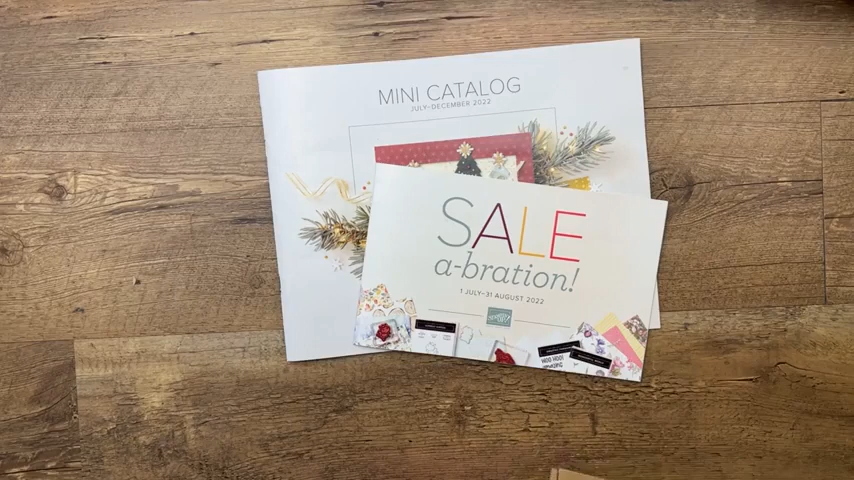 MINI CATALOG
JULY–DECEMBER 2022
SALE
a-bration!
1 JULY–31 AUGUST 2022